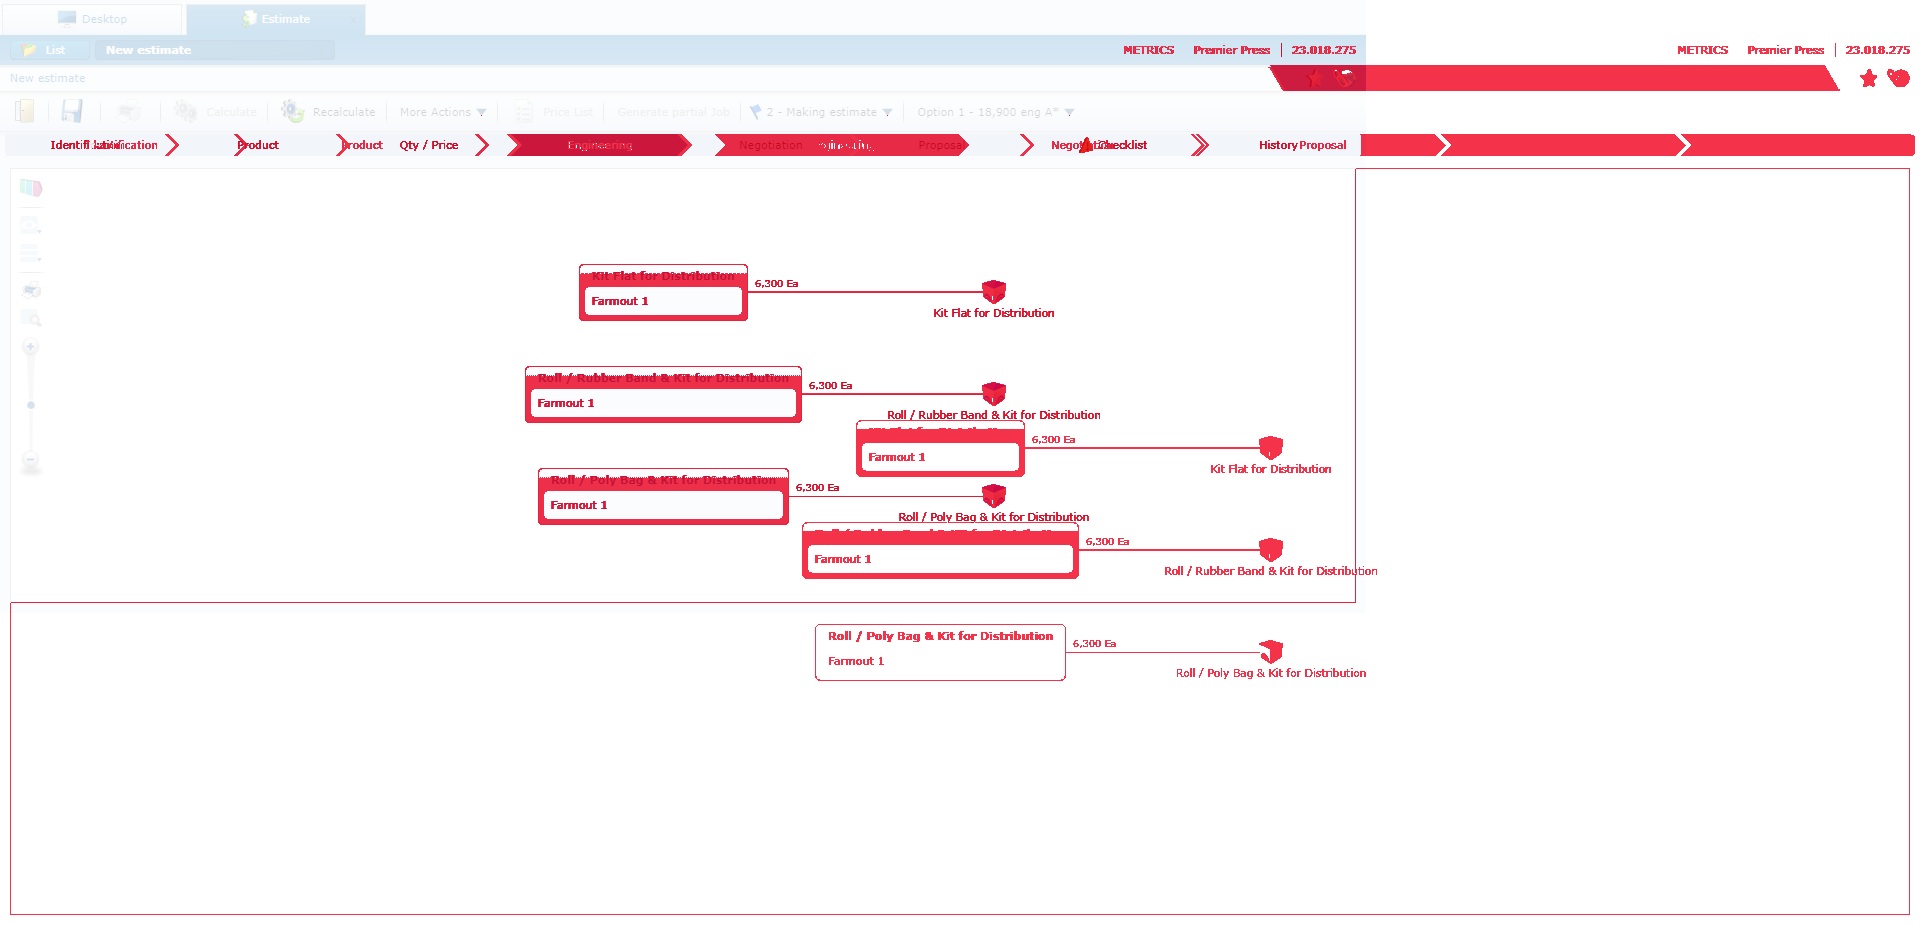 Desktop
Estimate
List
New estimate
METRICS Premier Press 23.018.275
METRICS Premier Press 23.018.275
New estimate
Calculate
Recalculate
More Actions
Price List
Generate partial Job
2 - Making estimate
Option 1 - 18,900 eng A*
Product
Product
Qty / Price
Engineering
Negotiation
Proposal
Checklist
History
Proposal
Kit Flat for Distribution
6,300 Ea
Farmout 1
Kit Flat for Distribution
Roll / Rubber Band & Kit for Distribution
6,300 Ea
Farmout 1
Roll / Rubber Band & Kit for Distribution
6,300 Ea
Farmout 1
Kit Flat for Distribution
Roll / Poly Bag & Kit for Distribution
6,300 Ea
Farmout 1
Roll / Poly Bag & Kit for Distribution
6,300 Ea
Farmout 1
Roll / Rubber Band & Kit for Distribution
Roll / Poly Bag & Kit for Distribution
6,300 Ea
Farmout 1
Roll / Poly Bag & Kit for Distribution